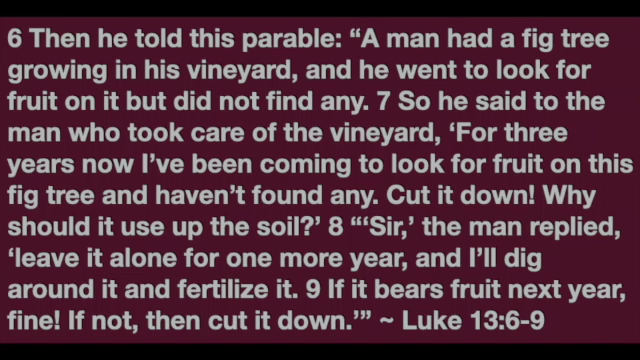 6 Then he told this parable: “A man had a fig tree
growing in his vineyard, and he went to look for
fruit on it but did not find any. 7 So he said to the
man who took care of the vineyard, ‘For three
years now I’ve been coming to look for fruit on this
fig tree and haven’t found any. Cut it down! Why
should it use up the soil?’ 8 “‘Sir,’ the man replied,
‘leave it alone for one more year, and I’ll dig
around it and fertilize it. 9 If it bears fruit next year,
fine! If not, then cut it down.’” ~ Luke 13:6-9